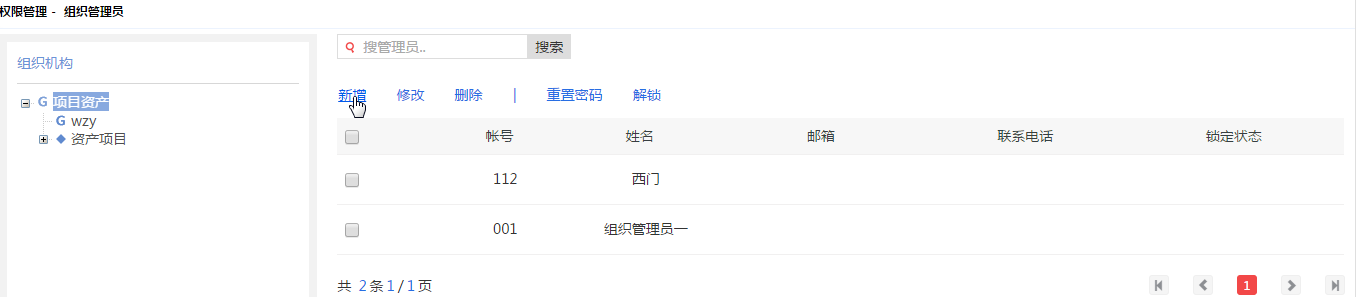 权限管理 - 组织管理员
组织机构
G 项目资产
G wzy
资产项目
搜管理员.. 搜索
新增 修改 删除 | 重置密码 解锁
帐号 姓名 邮箱 联系电话 锁定状态
112 西门
001 组织管理员一
共 2条1/1页
1